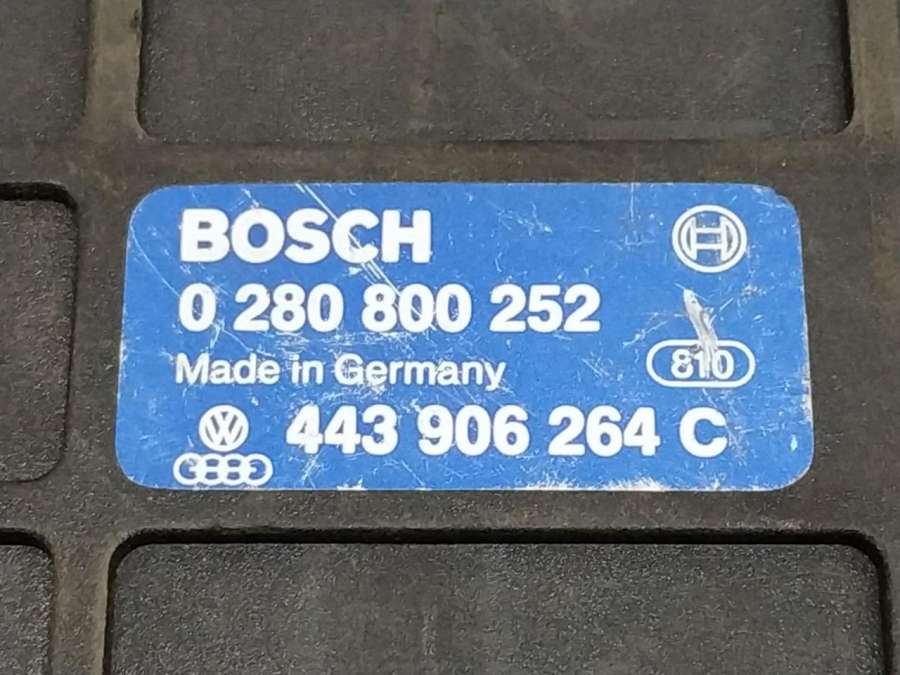 BOSCH
0 280 800 252
Made in Germany 810
443 906 264 C